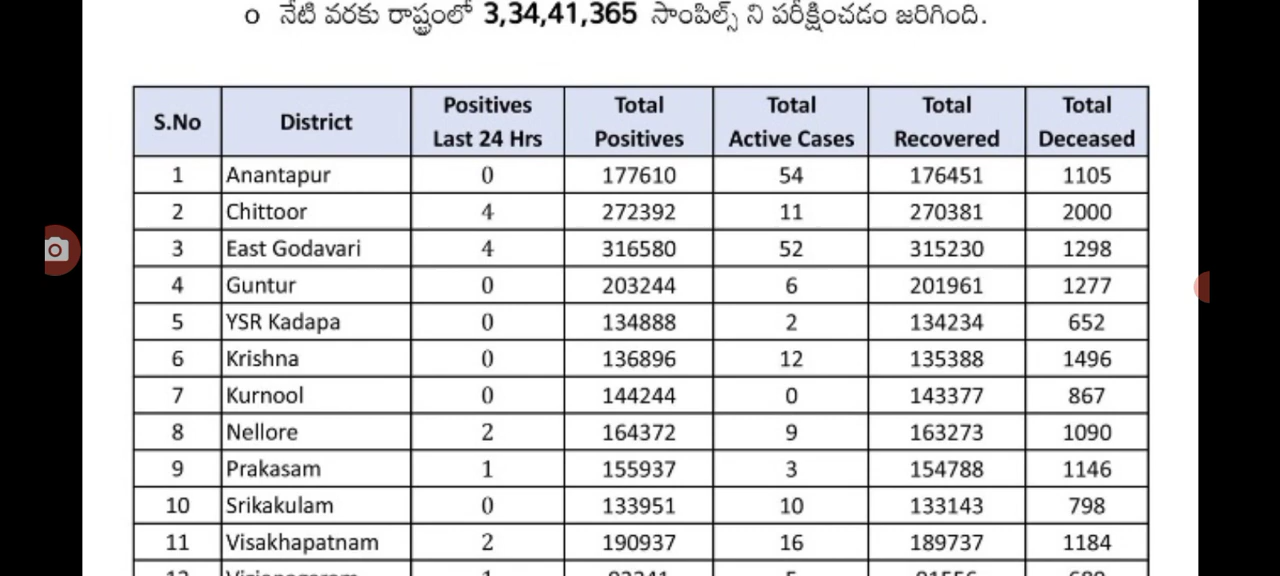 o నేటి వరకు రాష్ట్రంలో 3,34,41,365 సాంపిల్స్ ని పరీక్షించడం జరిగింది.
S.No District Positives Last 24 Hrs Total Positives Total Active Cases Total Recovered Total Deceased
1 Anantapur 0 177610 54 176451 1105
2 Chittoor 4 272392 11 270381 2000
3 East Godavari 4 316580 52 315230 1298
4 Guntur 0 203244 6 201961 1277
5 YSR Kadapa 0 134888 2 134234 652
6 Krishna 0 136896 12 135388 1496
7 Kurnool 0 144244 0 143377 867
8 Nellore 2 164372 9 163273 1090
9 Prakasam 1 155937 3 154788 1146
10 Srikakulam 0 133951 10 133143 798
11 Visakhapatnam 2 190937 16 189737 1184